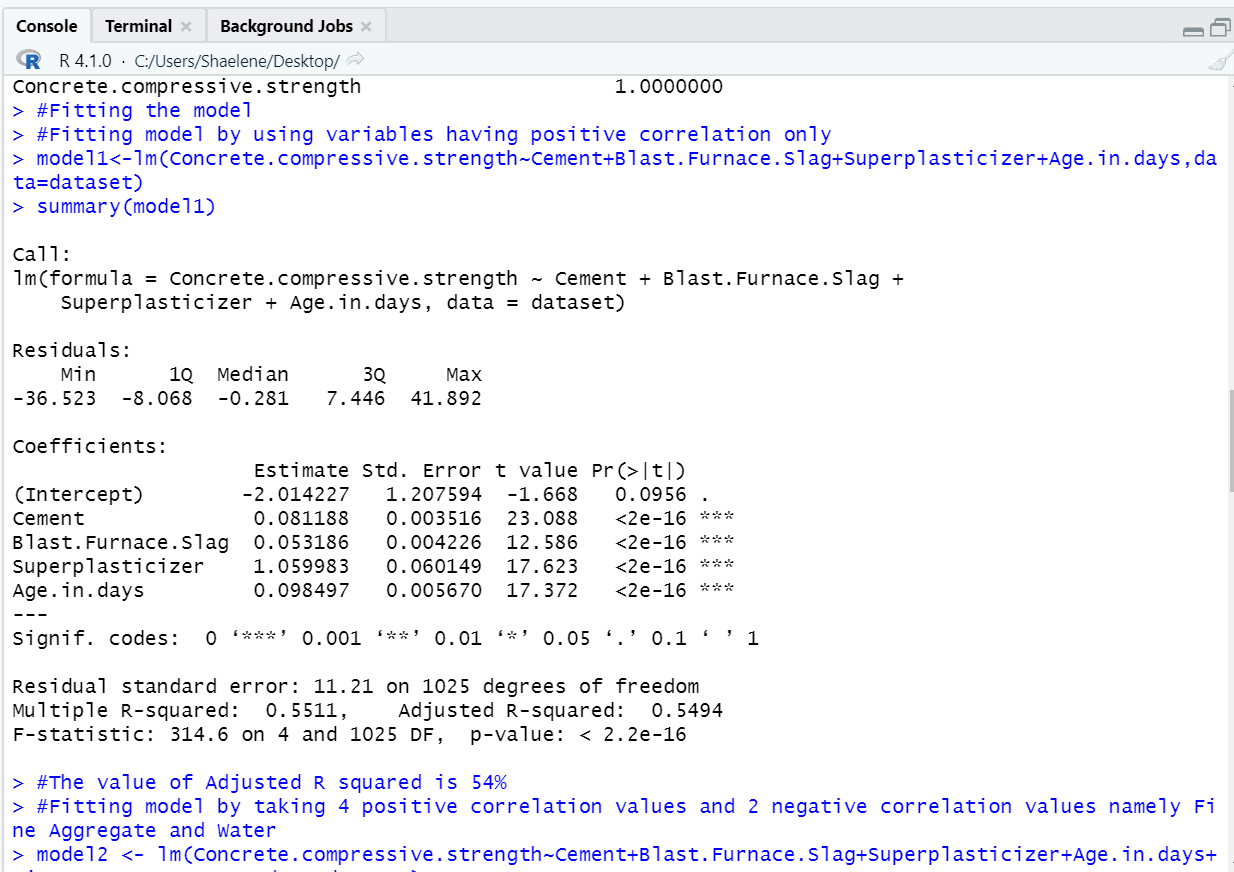 Console Terminal Background Jobs
R R 4.1.0 · C:/Users/Shaelene/Desktop/
Concrete.compressive.strength 1.0000000
> #Fitting the model
> #Fitting model by using variables having positive correlation only
> model1<-lm(Concrete.compressive.strength~Cement+Blast.Furnace.Slag+Superplasticizer+Age.in.days,da
ta=dataset)
> summary(model1)
Call:
lm(formula = Concrete.compressive.strength ~ Cement + Blast.Furnace.Slag +
Superplasticizer + Age.in.days, data = dataset)
Residuals:
Min 1Q Median 3Q Max
-36.523 -8.068 -0.281 7.446 41.892
Coefficients:
Estimate Std. Error t value Pr(>|t|)
(Intercept) -2.014227 1.207594 -1.668 0.0956 .
Cement 0.081188 0.003516 23.088 <2e-16 ***
Blast.Furnace.Slag 0.053186 0.004226 12.586 <2e-16 ***
Superplasticizer 1.059983 0.060149 17.623 <2e-16 ***
Age.in.days 0.098497 0.005670 17.372 <2e-16 ***
---
Signif. codes: 0 ‘***’ 0.001 ‘**’ 0.01 ‘*’ 0.05 ‘.’ 0.1 ‘ ’ 1
Residual standard error: 11.21 on 1025 degrees of freedom
Multiple R-squared: 0.5511, Adjusted R-squared: 0.5494
F-statistic: 314.6 on 4 and 1025 DF, p-value: < 2.2e-16
> #The value of Adjusted R squared is 54%
> #Fitting model by taking 4 positive correlation values and 2 negative correlation values namely Fi
ne Aggregate and Water
> model2 <- lm(Concrete.compressive.strength~Cement+Blast.Furnace.Slag+Superplasticizer+Age.in.days+